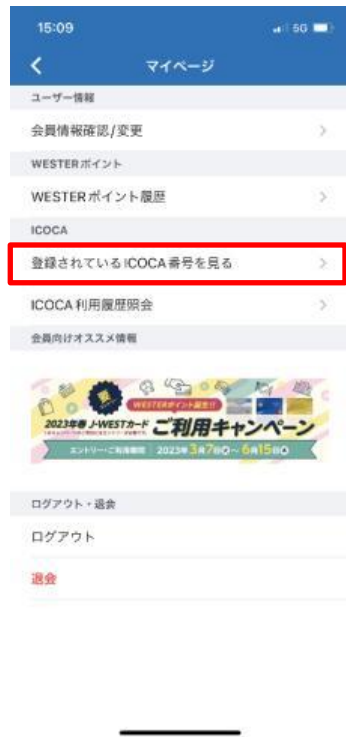 15:09
5G
マイページ
ユーザー情報
会員情報確認/変更
WESTERポイント
WESTERポイント履歴
ICOCA
登録されているICOCA番号を見る
ICOCA利用履歴照会
会員向けオススメ情報
WESTERポイント誕生!!
2023年春 J-WESTカード ご利用キャンペーン
エントリー・ご利用期間 2023年3月7日火~6月15日木
ログアウト・退会
ログアウト
退会